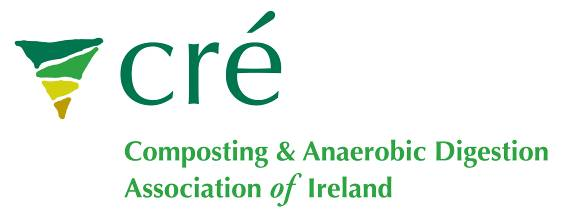 cré
Composting & Anaerobic Digestion
Association of Ireland